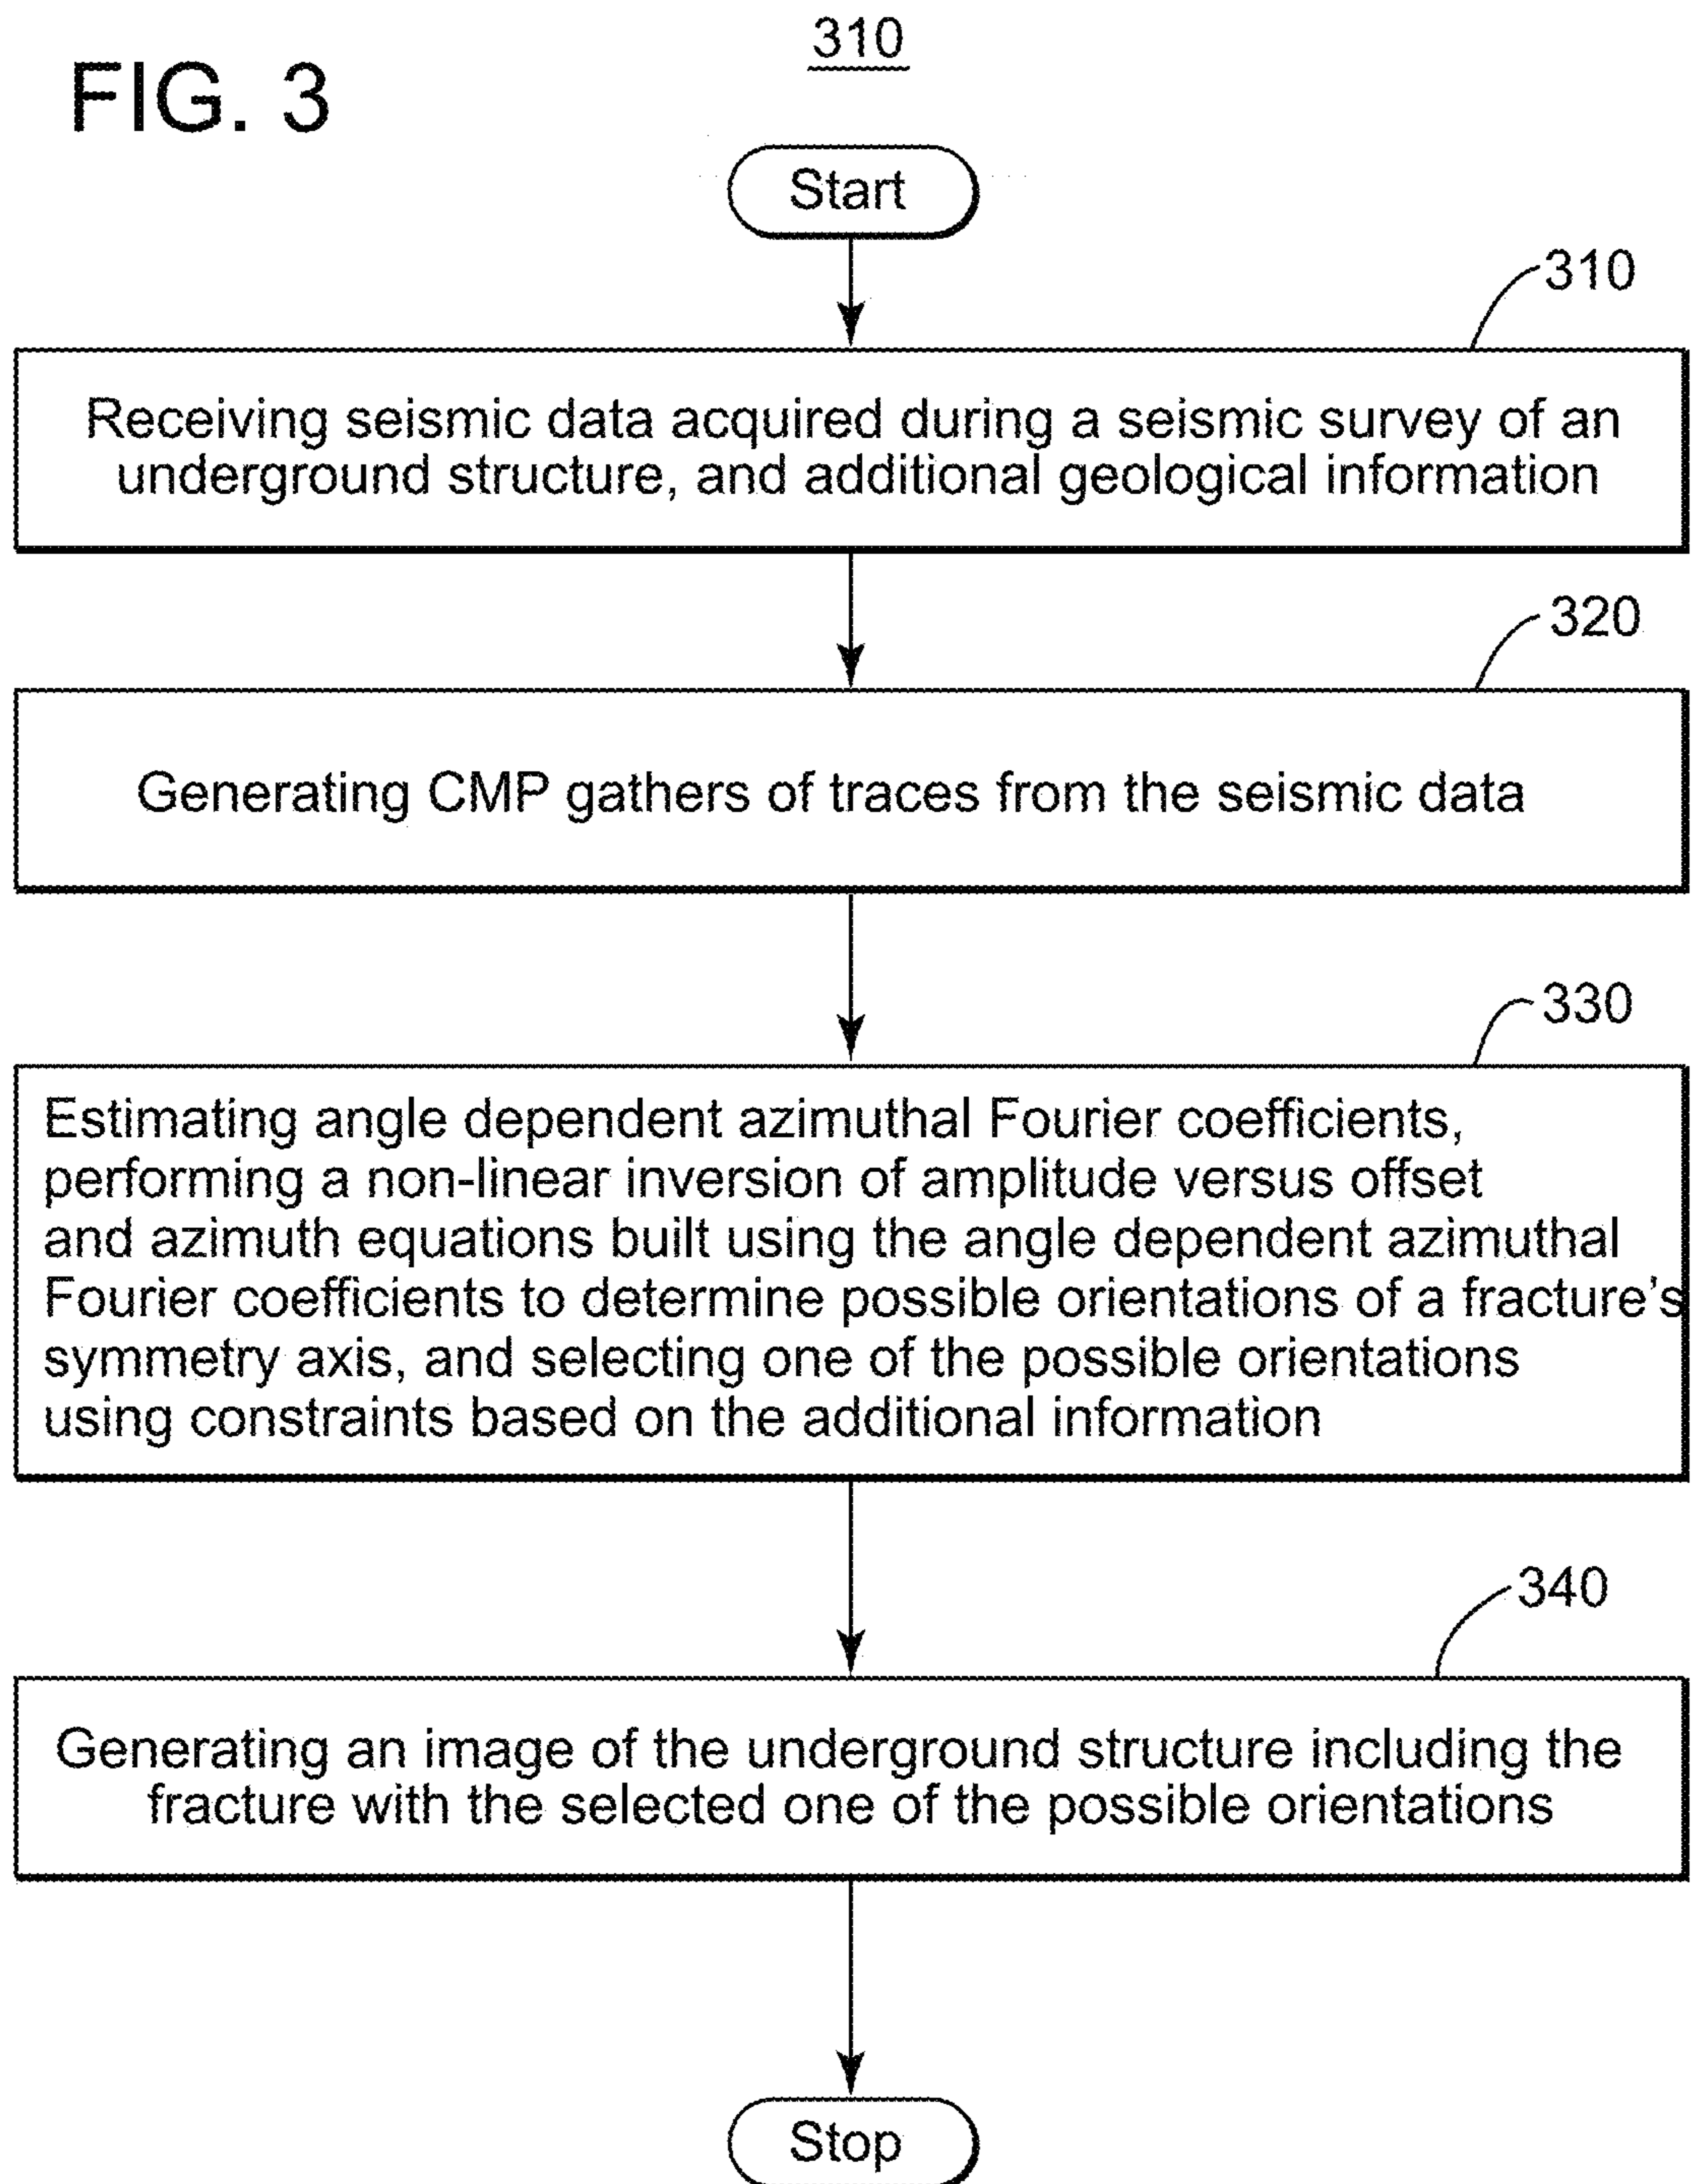 310
FIG. 3
Start
310
Receiving seismic data acquired during a seismic survey of an
underground structure, and additional geological information
320
Generating CMP gathers of traces from the seismic data
330
Estimating angle dependent azimuthal Fourier coefficients,
performing a non-linear inversion of amplitude versus offset
and azimuth equations built using the angle dependent azimuthal
Fourier coefficients to determine possible orientations of a fracture's
symmetry axis, and selecting one of the possible orientations
using constraints based on the additional information
340
Generating an image of the underground structure including the
fracture with the selected one of the possible orientations
Stop